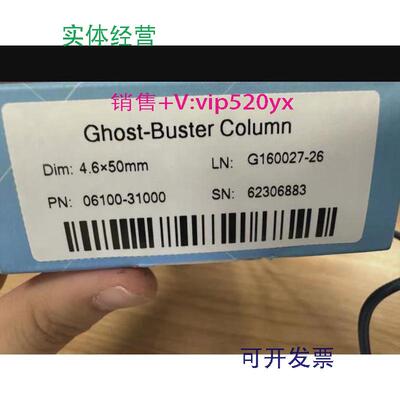 实体经营
销售+V:vip520yx
Ghost-Buster Column
Dim: 4.6×50mm LN: G160027-26
PN: 06100-31000 SN: 62306883
可开发票